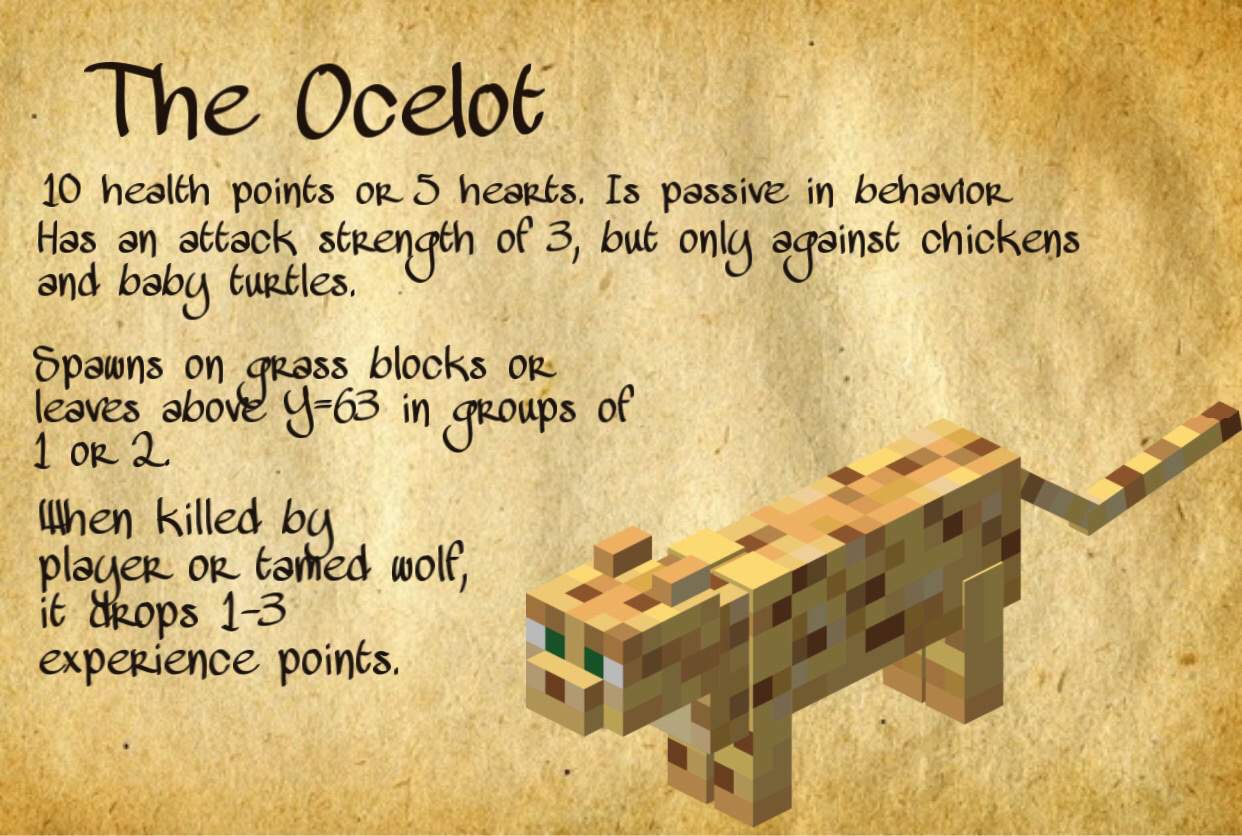 The Ocelot
10 health points or 5 hearts. Is passive in behavior
Has an attack strength of 3, but only against chickens
and baby turtles.
Spawns on grass blocks or
leaves above Y=63 in groups of
1 or 2.
When killed by
player or tamed wolf,
it drops 1-3
experience points.